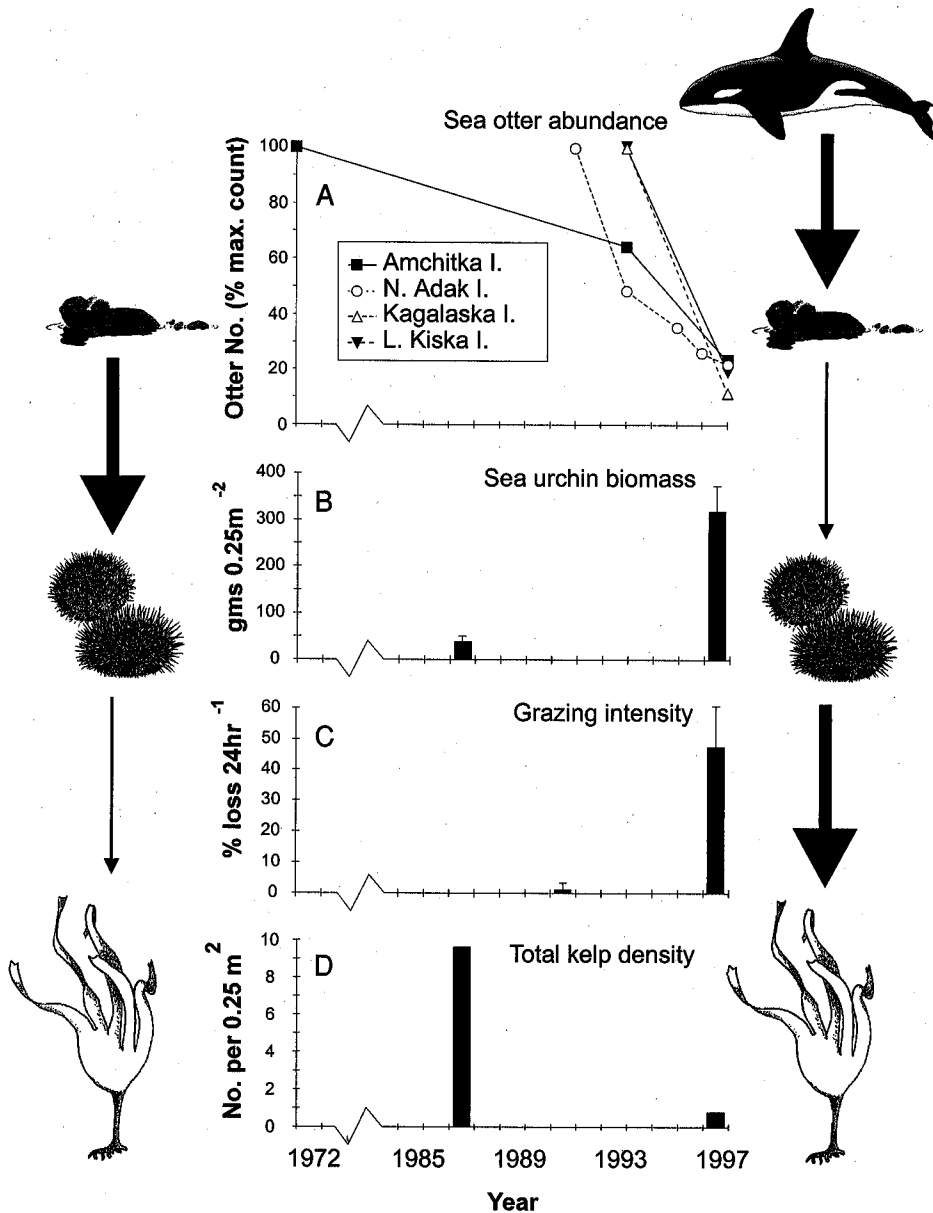 Sea otter abundance
Otter No. (% max. count)
100
80
60
40
20
0
A
Amchitka I.
N. Adak I.
Kagalaska I.
L. Kiska I.
Sea urchin biomass
gms 0.25m⁻²
400
300
200
100
0
B
Grazing intensity
% loss 24hr⁻¹
60
50
40
30
20
10
0
C
Total kelp density
No. per 0.25 m²
10
8
6
4
2
0
D
1972 1985 1989 1993 1997
Year